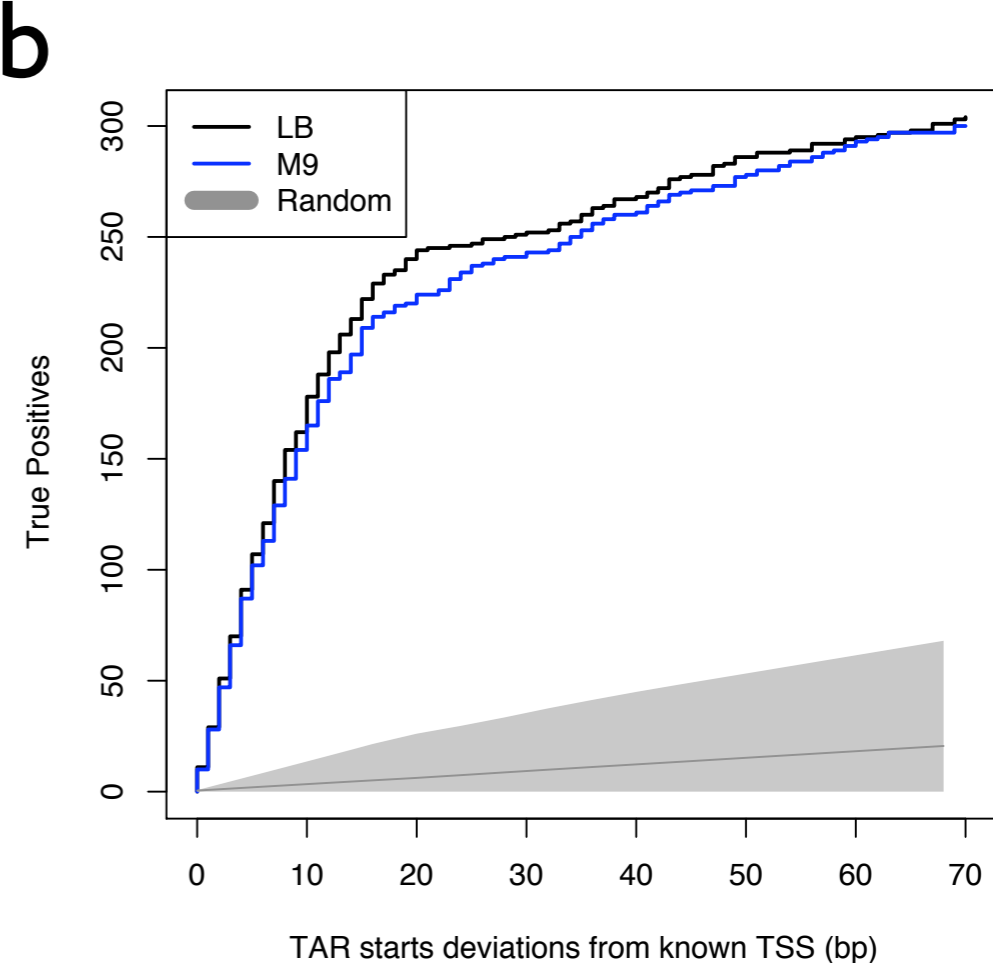 b
LB
M9
Random
True Positives
300
250
200
150
100
50
0
0 10 20 30 40 50 60 70
TAR starts deviations from known TSS (bp)